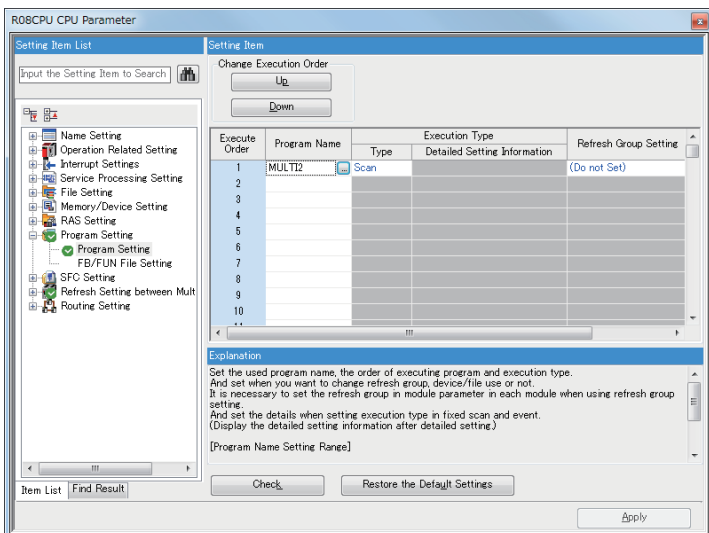 R08CPU CPU Parameter
Setting Item List
Input the Setting Item to Search
Name Setting
Operation Related Setting
Interrupt Settings
Service Processing Setting
File Setting
Memory/Device Setting
RAS Setting
Program Setting
Program Setting
FB/FUN File Setting
SFC Setting
Refresh Setting between Mult
Routing Setting
Item List
Find Result
Setting Item
Change Execution Order
Up
Down
Execute Order
Program Name
Execution Type
Type
Detailed Setting Information
Refresh Group Setting
1 MULTI2 ... Scan (Do not Set)
2
3
4
5
6
7
8
9
10
11
Explanation
Set the used program name, the order of executing program and execution type.
And set when you want to change refresh group, device/file use or not.
It is necessary to set the refresh group in module parameter in each module when using refresh group
setting.
And set the details when setting execution type in fixed scan and event.
(Display the detailed setting information after detailed setting.)
[Program Name Setting Range]
Check
Restore the Default Settings
Apply